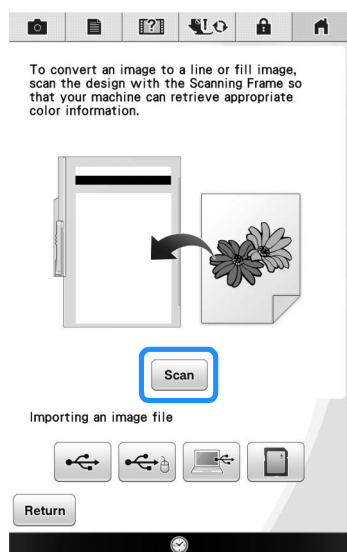 To convert an image to a line or fill image,
scan the design with the Scanning Frame so
that your machine can retrieve appropriate
color information.
Scan
Importing an image file
Return